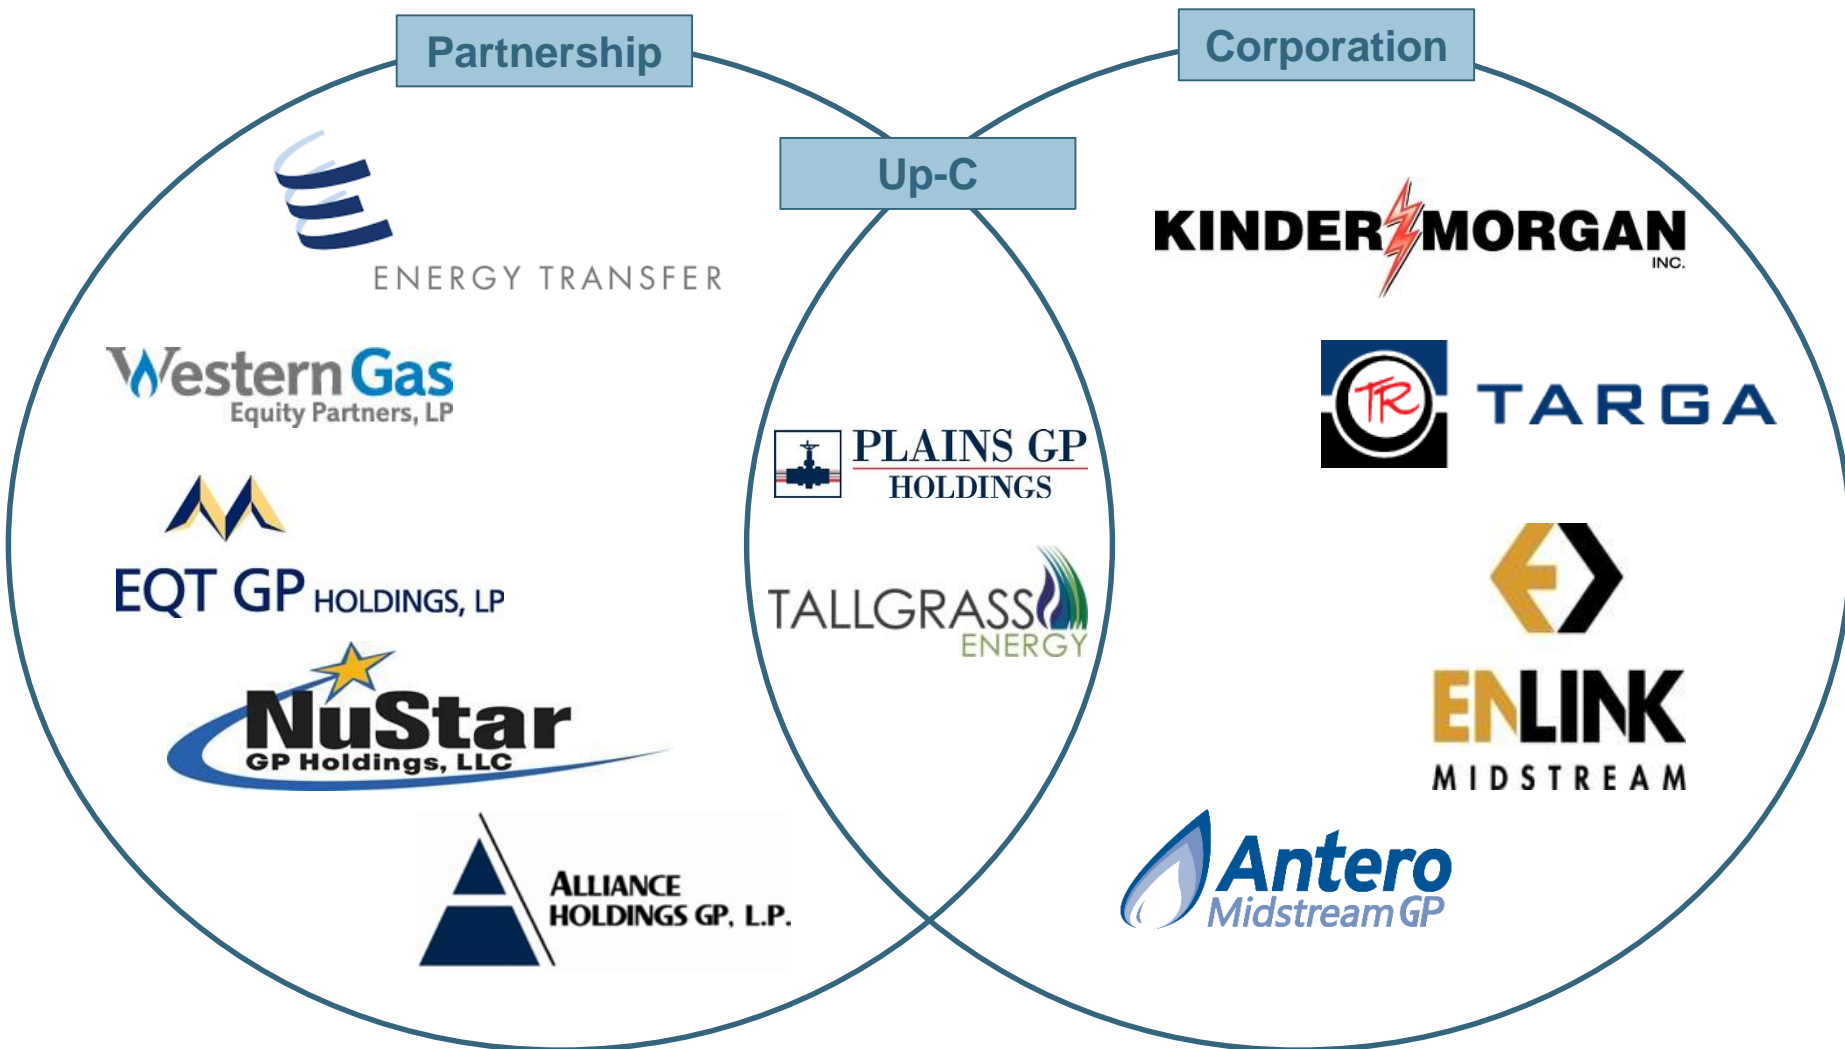 Partnership
Corporation
Up-C
ENERGY TRANSFER
Western Gas
Equity Partners, LP
EQT GP HOLDINGS, LP
NuStar
GP Holdings, LLC
ALLIANCE
HOLDINGS GP, L.P.
PLAINS GP
HOLDINGS
TALLGRASS
ENERGY
KINDER MORGAN
INC.
TR
TARGA
ENLINK
MIDSTREAM
Antero
Midstream GP